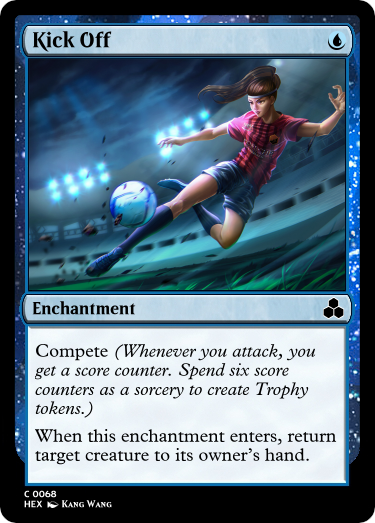 Kick Off
Enchantment
Compete (Whenever you attack, you
get a score counter. Spend six score
counters as a sorcery to create Trophy
tokens.)
When this enchantment enters, return
target creature to its owner's hand.
C 0068
HEX Kang Wang